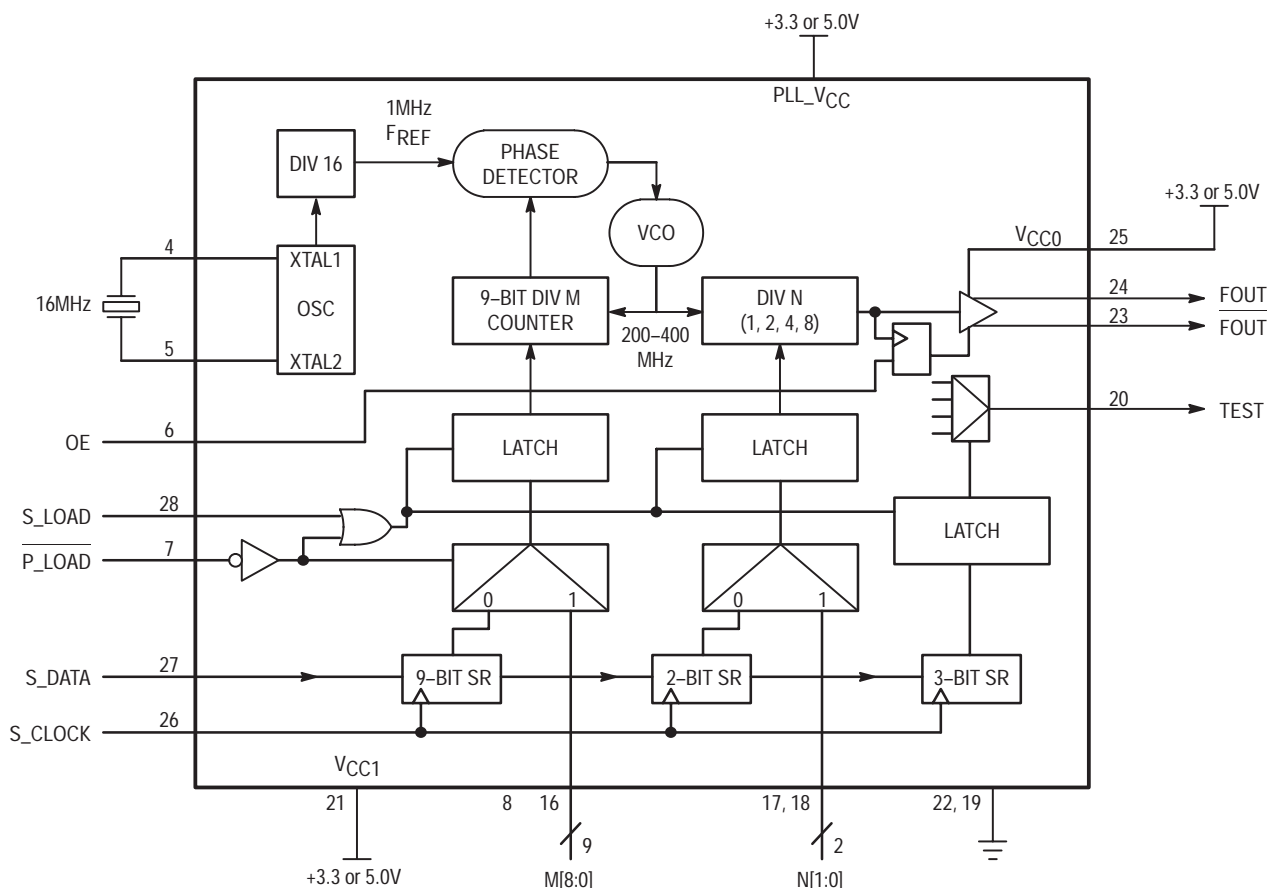 +3.3 or 5.0V
PLL_VCC
1MHz
FREF
DIV 16
PHASE
DETECTOR
VCO
+3.3 or 5.0V
VCC0
25
4
XTAL1
OSC
XTAL2
16MHz
5
9–BIT DIV M
COUNTER
200–400
MHz
DIV N
(1, 2, 4, 8)
24
FOUT
23
FOUT
20
TEST
OE
6
LATCH
LATCH
S_LOAD
28
LATCH
P_LOAD
7
0
1
0
1
S_DATA
27
9–BIT SR
2–BIT SR
3–BIT SR
S_CLOCK
26
VCC1
21
8
16
17, 18
22, 19
9
2
+3.3 or 5.0V
M[8:0]
N[1:0]